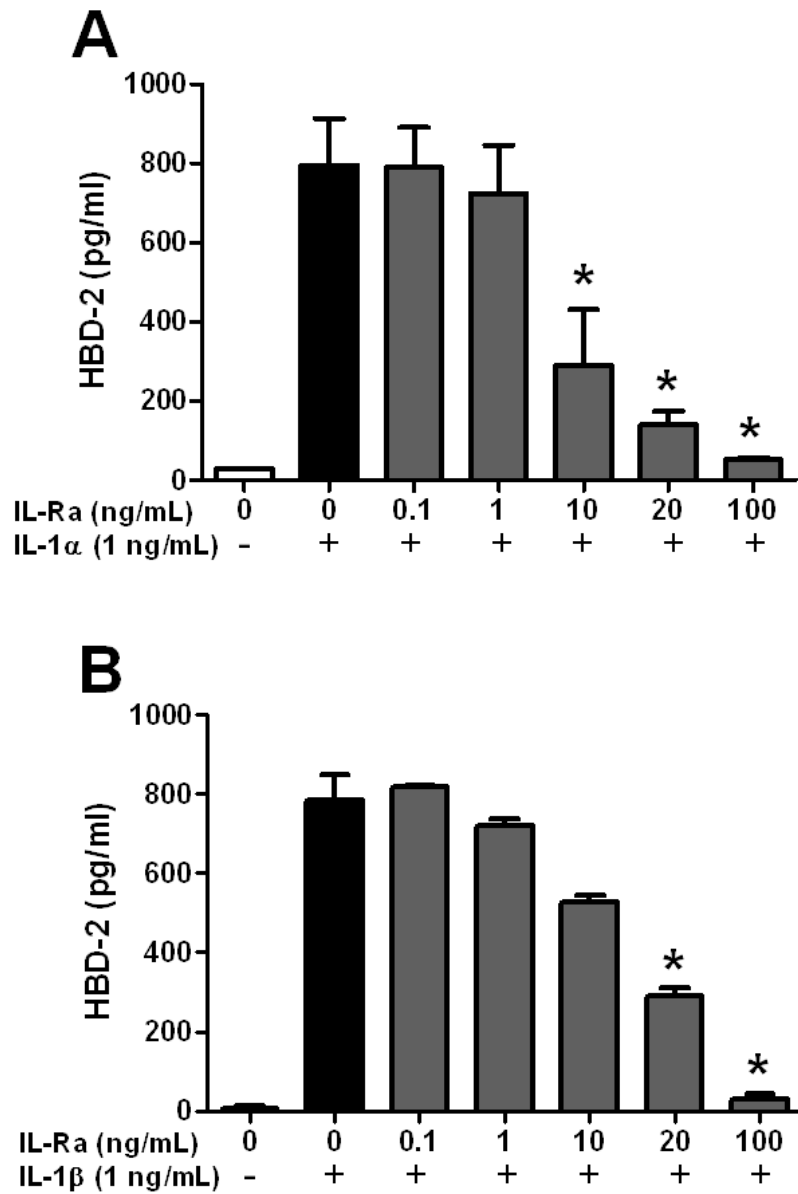 A
1000
800
600
400
200
0
HBD-2 (pg/ml)
* * *
IL-Ra (ng/mL) 0 0 0.1 1 10 20 100
IL-1α (1 ng/mL) - + + + + + +
B
1000
800
600
400
200
0
HBD-2 (pg/ml)
* *
IL-Ra (ng/mL) 0 0 0.1 1 10 20 100
IL-1β (1 ng/mL) - + + + + + +